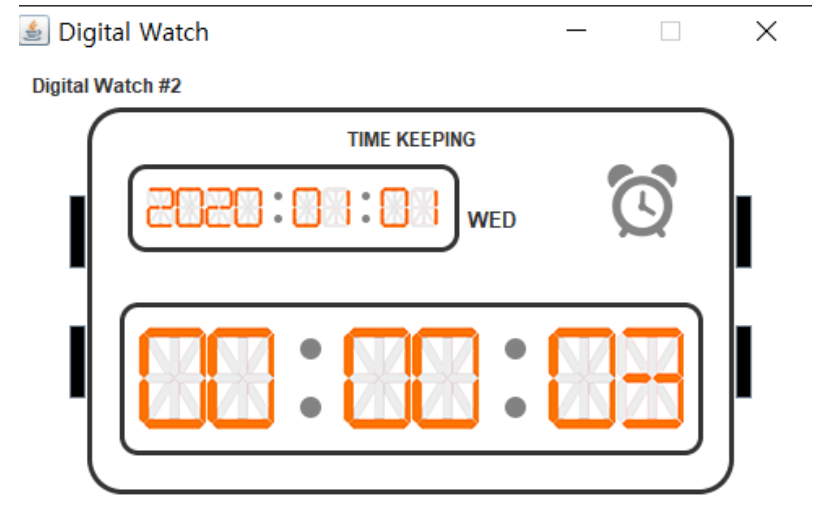 Digital Watch
Digital Watch #2
TIME KEEPING
2020:01:01 WED
00:00:03